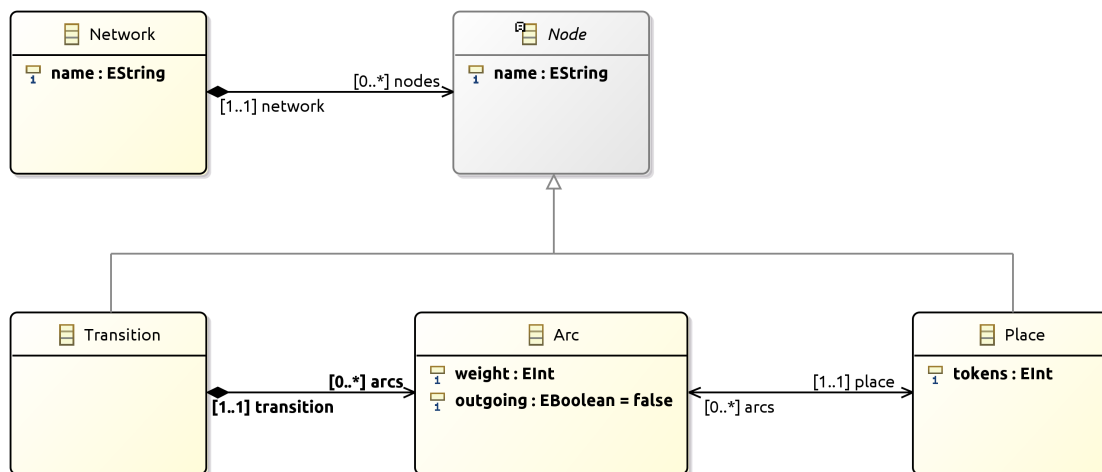 Network
Node
name : EString
name : EString
[0..*] nodes
[1..1] network
Transition
Arc
Place
weight : EInt
tokens : EInt
[0..*] arcs
[1..1] place
outgoing : EBoolean = false
[1..1] transition
[0..*] arcs